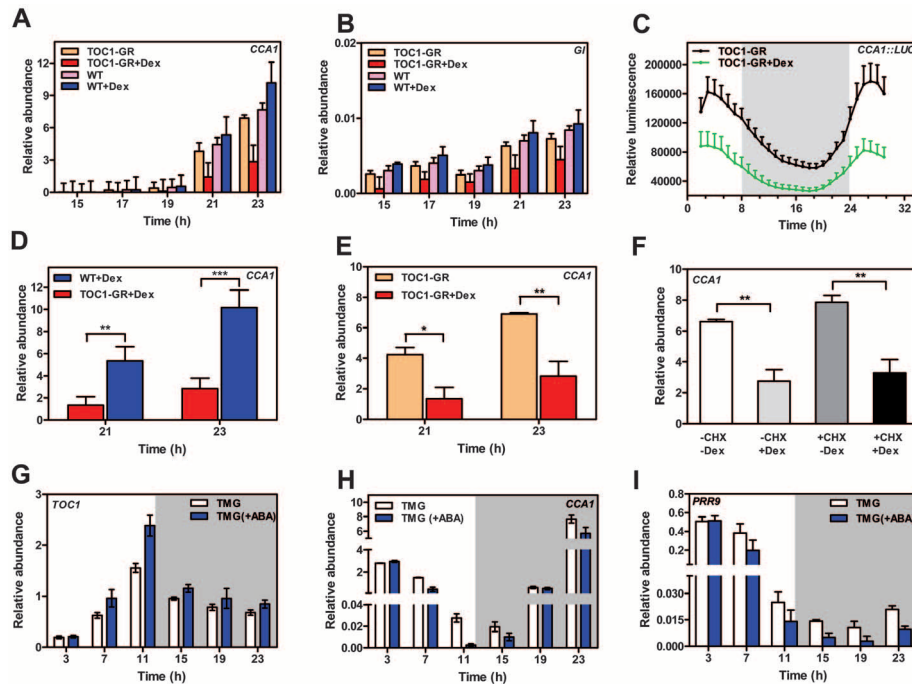 A
CCA1
TOC1-GR
TOC1-GR+Dex
WT
WT+Dex
Relative abundance
12
9
6
3
0
15 17 19 21 23
Time (h)
B
GI
TOC1-GR
TOC1-GR+Dex
WT
WT+Dex
Relative abundance
0.02
0.01
0.00
15 17 19 21 23
Time (h)
C
CCA1::LUC
TOC1-GR
TOC1-GR+Dex
Relative luminescence
200000
160000
120000
80000
40000
0 8 16 24 32
Time (h)
D
CCA1
WT+Dex
TOC1-GR+Dex
Relative abundance
12
10
8
6
4
2
0
**
***
21 23
Time (h)
E
CCA1
TOC1-GR
TOC1-GR+Dex
Relative abundance
10
8
6
4
2
0
*
**
21 23
Time (h)
F
CCA1
Relative abundance
10
8
6
4
2
0
**
**
-CHX -CHX +CHX +CHX
-Dex +Dex -Dex +Dex
G
TOC1
TMG
TMG(+ABA)
Relative abundance
3
2
1
0
3 7 11 15 19 23
Time (h)
H
CCA1
TMG
TMG(+ABA)
Relative abundance
10
8
6
4
2
0.04
0.02
0.00
3 7 11 15 19 23
Time (h)
I
PRR9
TMG
TMG(+ABA)
Relative abundance
0.8
0.6
0.4
0.2
0.030
0.015
0.000
3 7 11 15 19 23
Time (h)